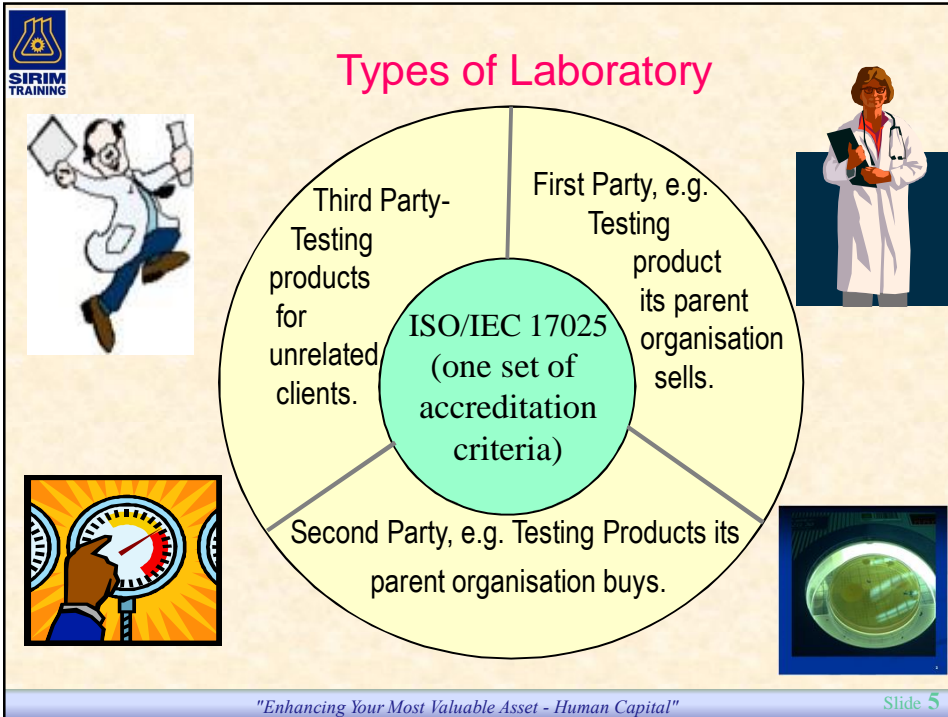 SIRIM
TRAINING
Types of Laboratory
Third Party-
Testing
products
for
unrelated
clients.
First Party, e.g.
Testing
product
its parent
organisation
sells.
ISO/IEC 17025
(one set of
accreditation
criteria)
Second Party, e.g. Testing Products its
parent organisation buys.
"Enhancing Your Most Valuable Asset - Human Capital"
Slide 5